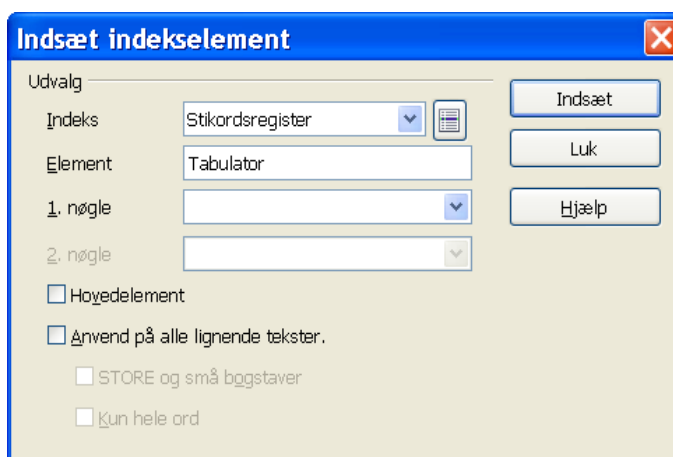 Indsæt indekselement
Udvalg
Indeks Stikordsregister
Indsæt
Element Tabulator
Luk
1. nøgle
Hjælp
2. nøgle
Hovedelement
Anvend på alle lignende tekster.
STORE og små bogstaver
Kun hele ord